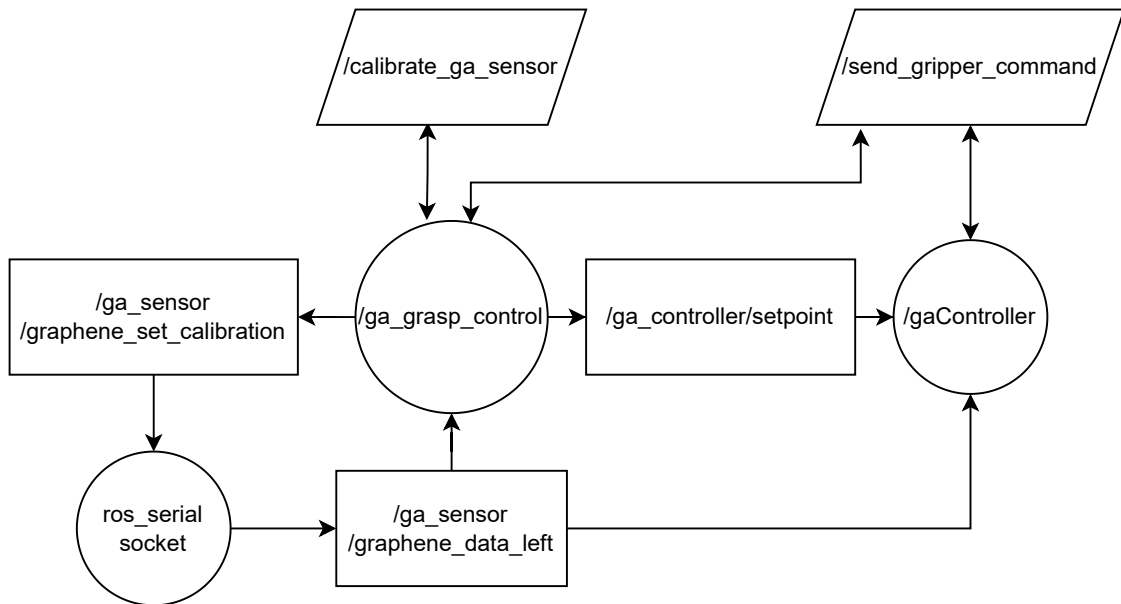 /calibrate_ga_sensor
/send_gripper_command
/ga_sensor
/graphene_set_calibration
/ga_grasp_control
/ga_controller/setpoint
/gaController
ros_serial
socket
/ga_sensor
/graphene_data_left